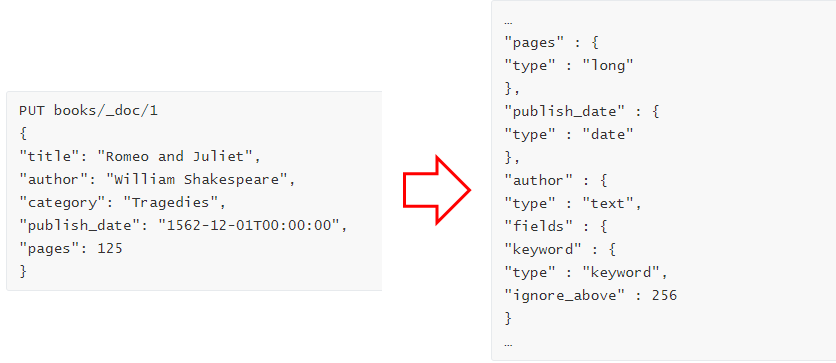 PUT books/_doc/1
{
"title": "Romeo and Juliet",
"author": "William Shakespeare",
"category": "Tragedies",
"publish_date": "1562-12-01T00:00:00",
"pages": 125
}
…
"pages" : {
"type" : "long"
},
"publish_date" : {
"type" : "date"
},
"author" : {
"type" : "text",
"fields" : {
"keyword" : {
"type" : "keyword",
"ignore_above" : 256
}
…